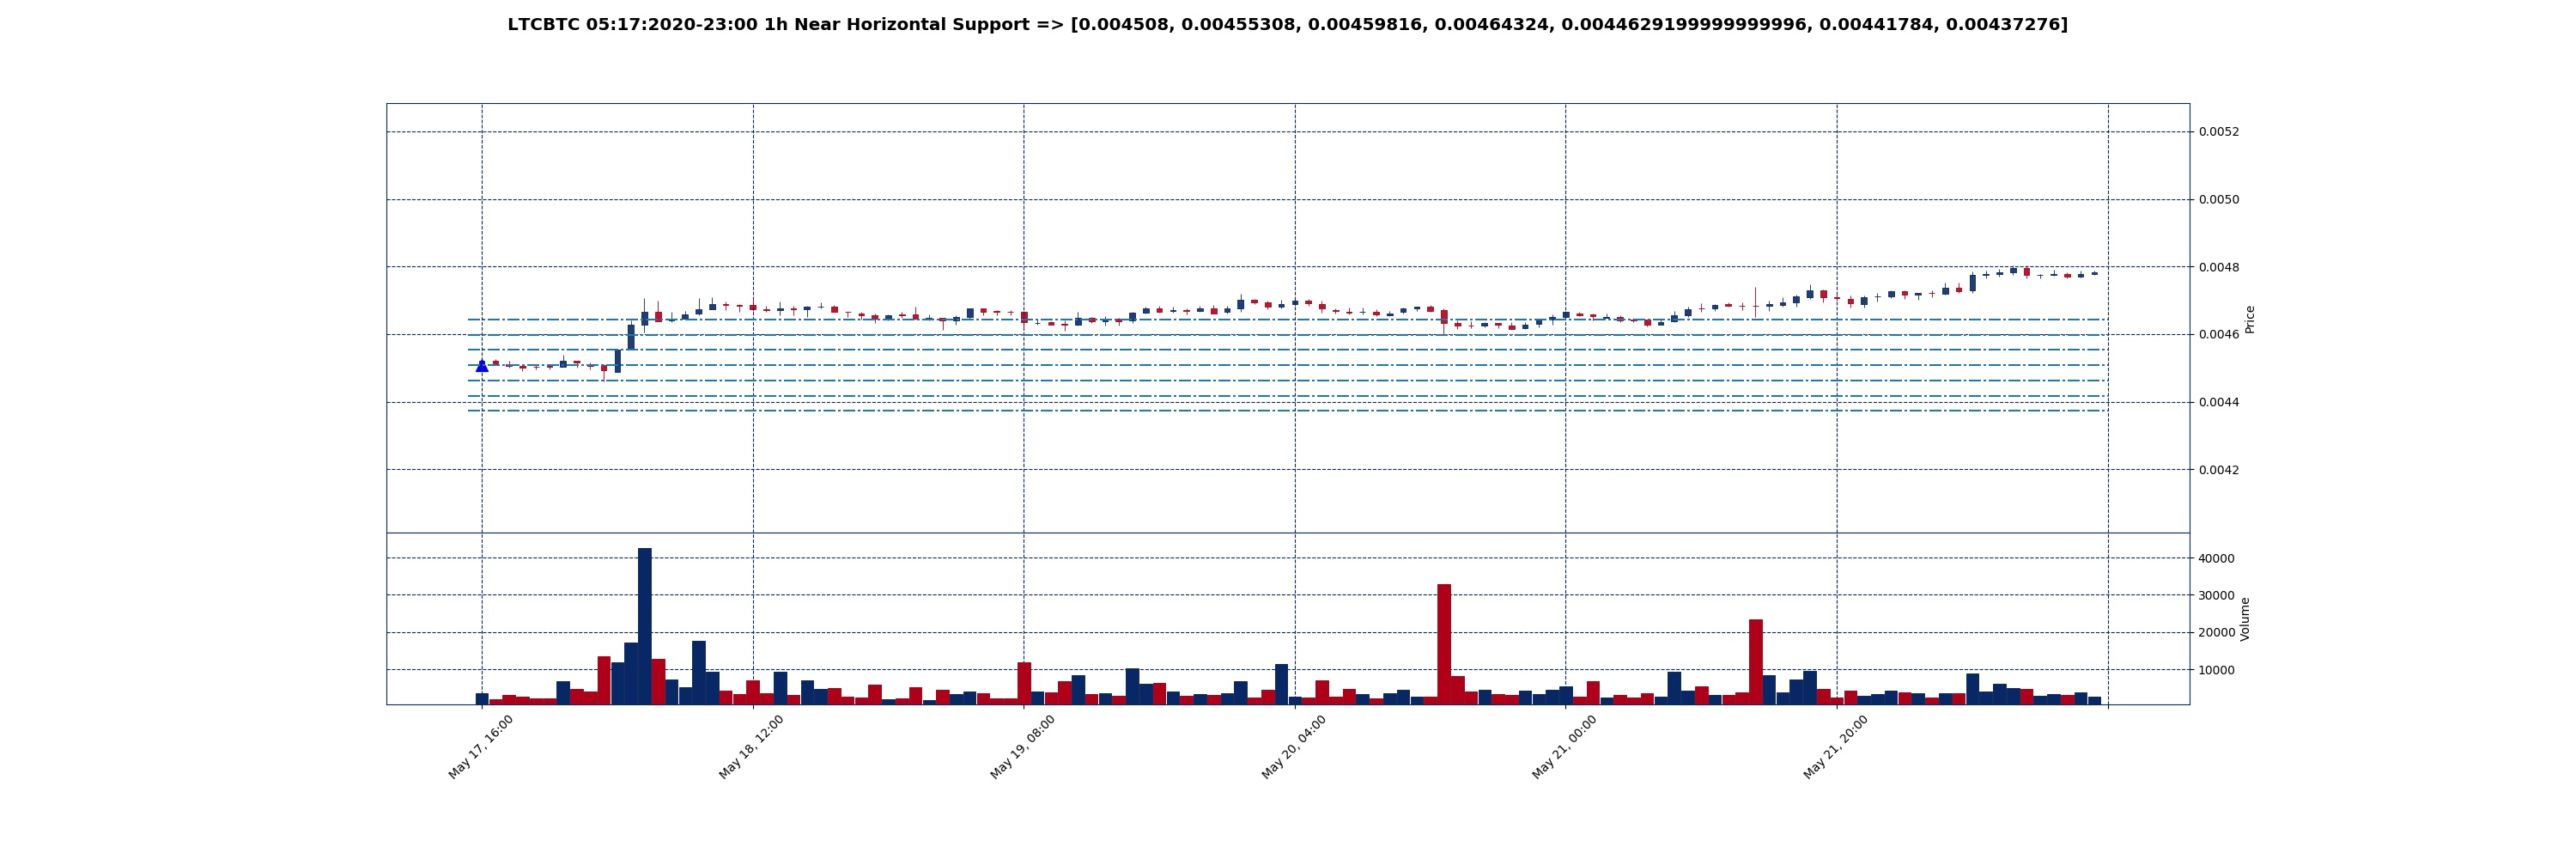 LTCBTC 05:17:2020-23:00 1h Near Horizontal Support => [0.004508, 0.00455308, 0.00459816, 0.00464324, 0.0044629199999999996, 0.00441784, 0.00437276]
0.0052
0.0050
0.0048
0.0046
0.0044
0.0042
Price
40000
30000
20000
10000
Volume
May 17, 16:00
May 18, 12:00
May 19, 08:00
May 20, 04:00
May 21, 00:00
May 21, 20:00